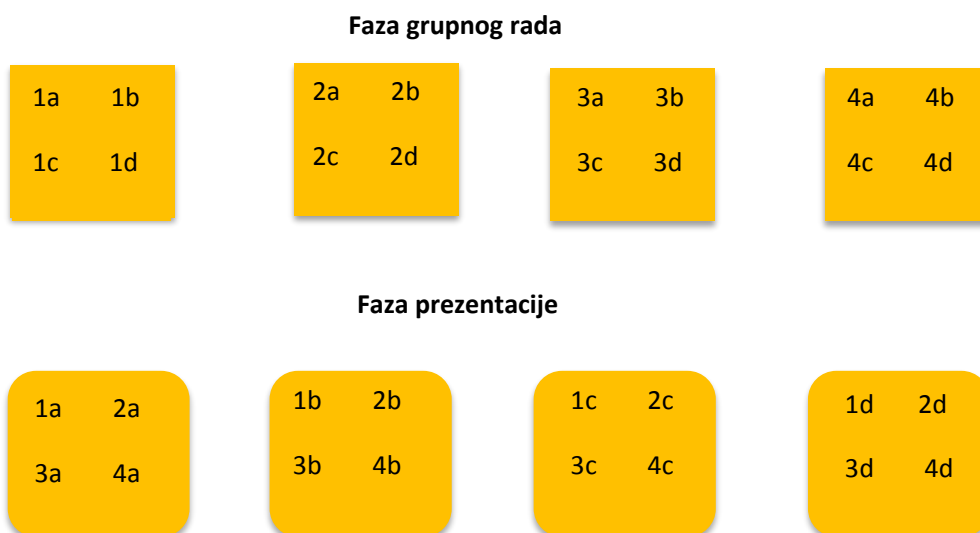 Faza grupnog rada
1a 1b
1c 1d
2a 2b
2c 2d
3a 3b
3c 3d
4a 4b
4c 4d
Faza prezentacije
1a 2a
3a 4a
1b 2b
3b 4b
1c 2c
3c 4c
1d 2d
3d 4d